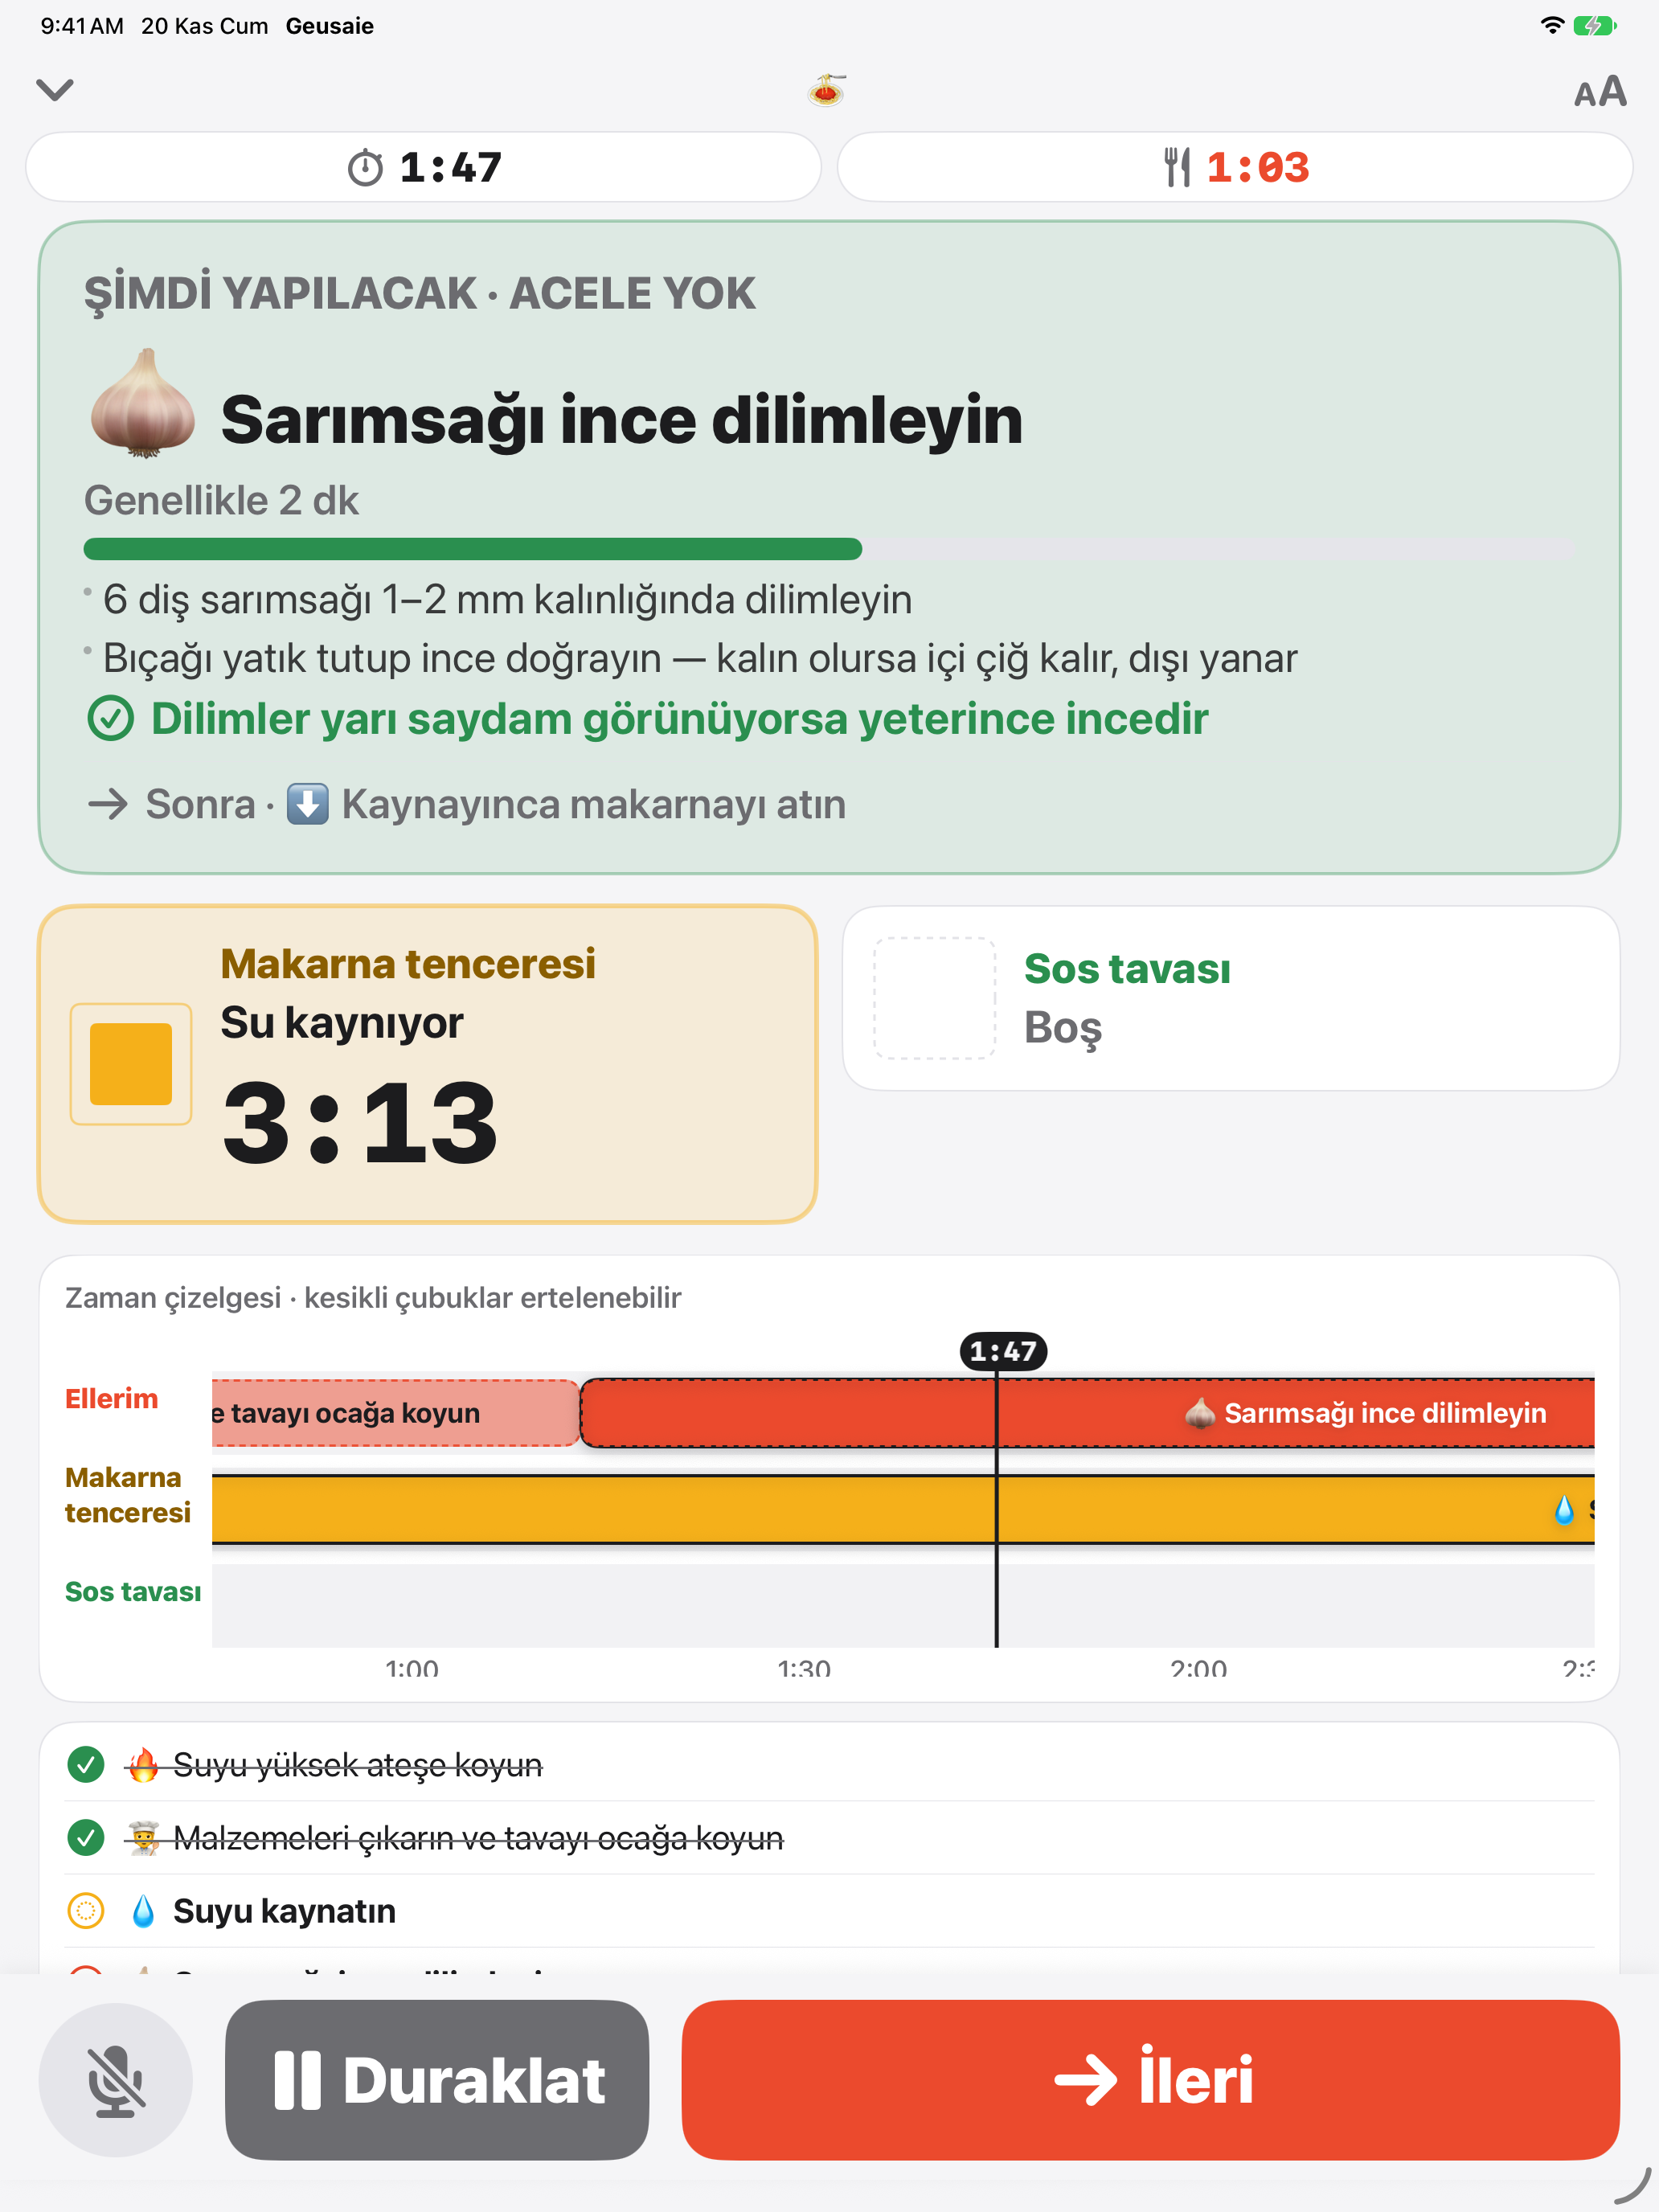 9:41 AM 20 Kas Cum Geusaie
AA
1:47
1:03
ŞİMDİ YAPILACAK · ACELE YOK
Sarımsağı ince dilimleyin
Genellikle 2 dk
• 6 diş sarımsağı 1–2 mm kalınlığında dilimleyin
• Bıçağı yatık tutup ince doğrayın — kalın olursa içi çiğ kalır, dışı yanar
Dilimler yarı saydam görünüyorsa yeterince incedir
→ Sonra · ⬇️ Kaynayınca makarnayı atın
Makarna tenceresi
Su kaynıyor
3:13
Sos tavası
Boş
Zaman çizelgesi · kesikli çubuklar ertelenebilir
1:47
Ellerim
e tavayı ocağa koyun
Sarımsağı ince dilimleyin
Makarna
tenceresi
Sos tavası
1:00 1:30 2:00
Suyu yüksek ateşe koyun
Malzemeleri çıkarın ve tavayı ocağa koyun
Suyu kaynatın
Duraklat
→ İleri